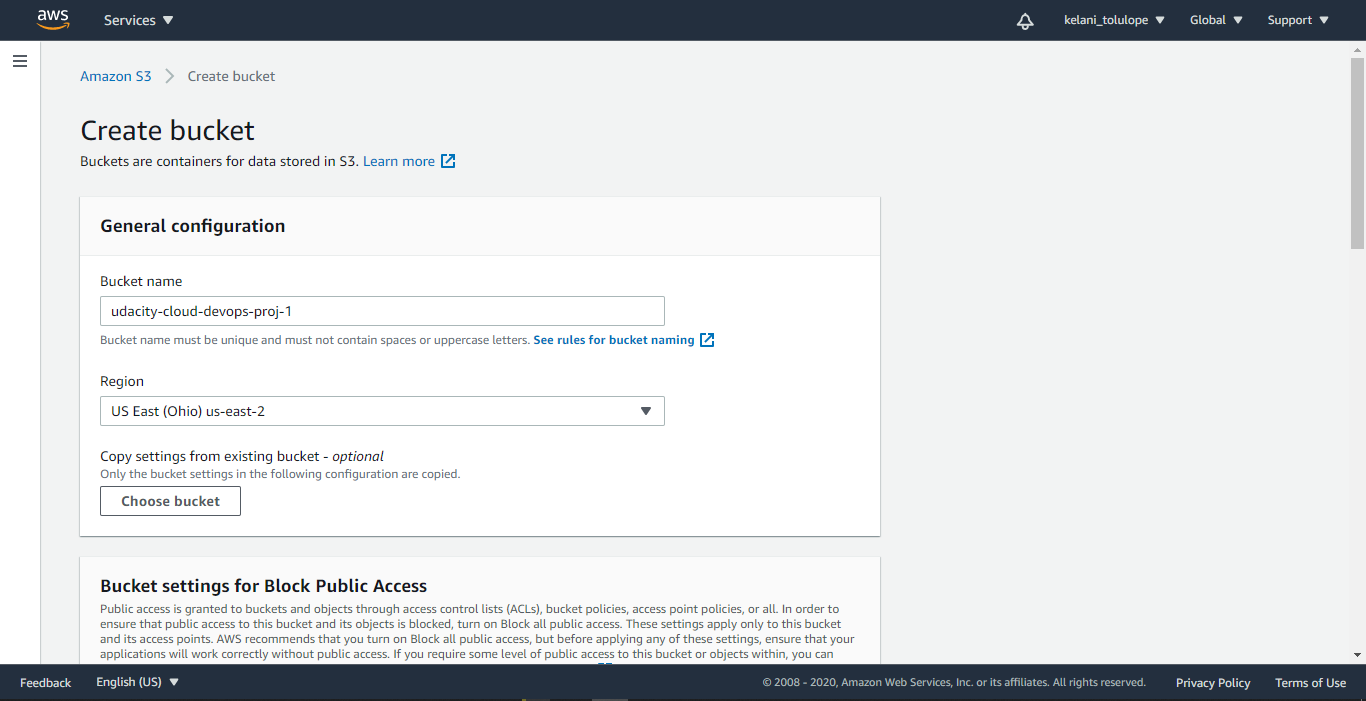 aws
Services
kelani_tolulope
Global
Support
Amazon S3
Create bucket
Create bucket
Buckets are containers for data stored in S3. Learn more
General configuration
Bucket name
udacity-cloud-devops-proj-1
Bucket name must be unique and must not contain spaces or uppercase letters. See rules for bucket naming
Region
US East (Ohio) us-east-2
Copy settings from existing bucket - optional
Only the bucket settings in the following configuration are copied.
Choose bucket
Bucket settings for Block Public Access
Public access is granted to buckets and objects through access control lists (ACLs), bucket policies, access point policies, or all. In order to
ensure that public access to this bucket and its objects is blocked, turn on Block all public access. These settings apply only to this bucket
and its access points. AWS recommends that you turn on Block all public access, but before applying any of these settings, ensure that your
applications will work correctly without public access. If you require some level of public access to this bucket or objects within, you can
Feedback
English (US)
© 2008 - 2020, Amazon Web Services, Inc. or its affiliates. All rights reserved.
Privacy Policy
Terms of Use